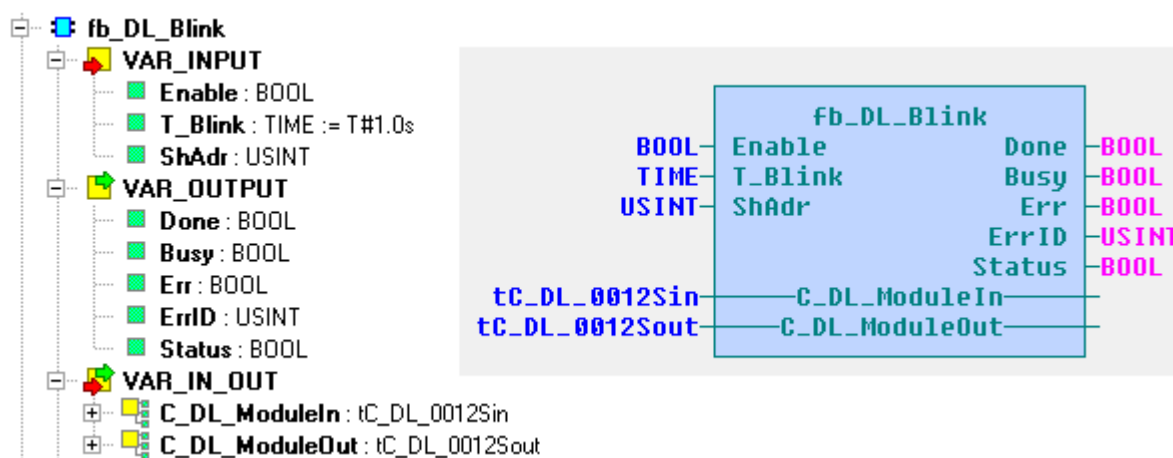 fb_DL_Blink
VAR_INPUT
Enable : BOOL
T_Blink : TIME := T#1.0s
ShAdr : USINT
VAR_OUTPUT
Done : BOOL
Busy : BOOL
Err : BOOL
ErrID : USINT
Status : BOOL
VAR_IN_OUT
C_DL_ModuleIn : tC_DL_0012Sin
C_DL_ModuleOut : tC_DL_0012Sout
fb_DL_Blink
BOOL Enable Done BOOL
TIME T_Blink Busy BOOL
USINT ShAdr Err BOOL
ErrID USINT
Status BOOL
tC_DL_0012Sin C_DL_ModuleIn
tC_DL_0012Sout C_DL_ModuleOut